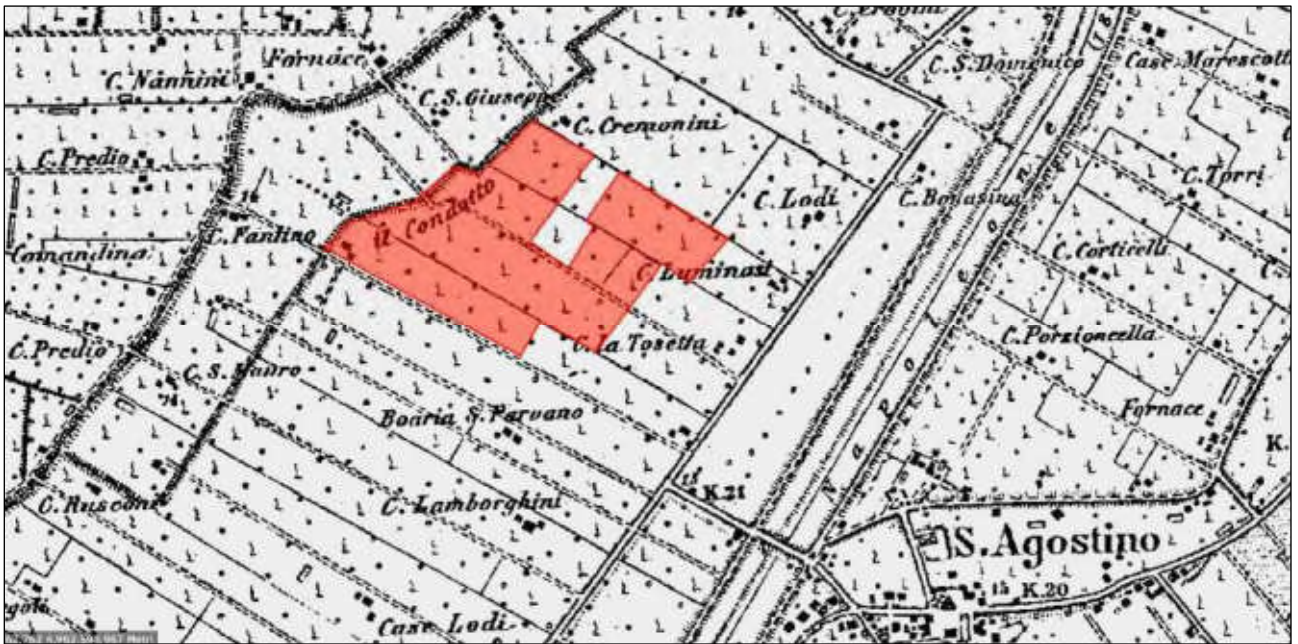 Fornace
C. Nannini
C. S. Giuseppe
C. Cremonini
C. S. Domenico
Case Marescotti
C. Predio
C. Torri
C. Lodi
C. Bonasina
il Condotto
C. Fantino
C. Corticelli
Comandina
C. Luminasi
C. Predio
C. La Tosetta
C. Porzioncella
C. S. Mauro
Fornace
Boaria S. Parvano
K. 21
K.
C. Rusconi
C. Lamborghini
S. Agostino
15 K. 20
Case Lodi